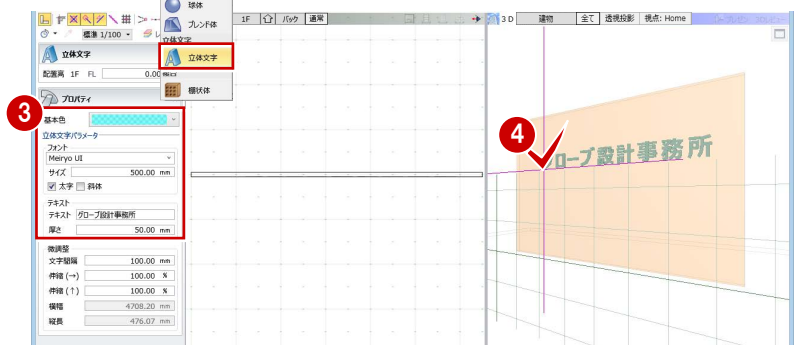 球体
ブレンド体
立体文字
立体文字
棚状体
標準 1/100
1F バック 通常
3D 建物 全て 透視投影 視点: Home
立体文字
配置高 1F FL 0.00
プロパティ
3
基本色
立体文字パラメータ
フォント
Meiryo UI
サイズ 500.00 mm
太字 斜体
テキスト
テキスト グローブ設計事務所
厚さ 50.00 mm
微調整
文字間隔 100.00 mm
伸縮(→) 100.00 %
伸縮(↑) 100.00 %
横幅 4708.20 mm
縦長 476.07 mm
4
グローブ設計事務所